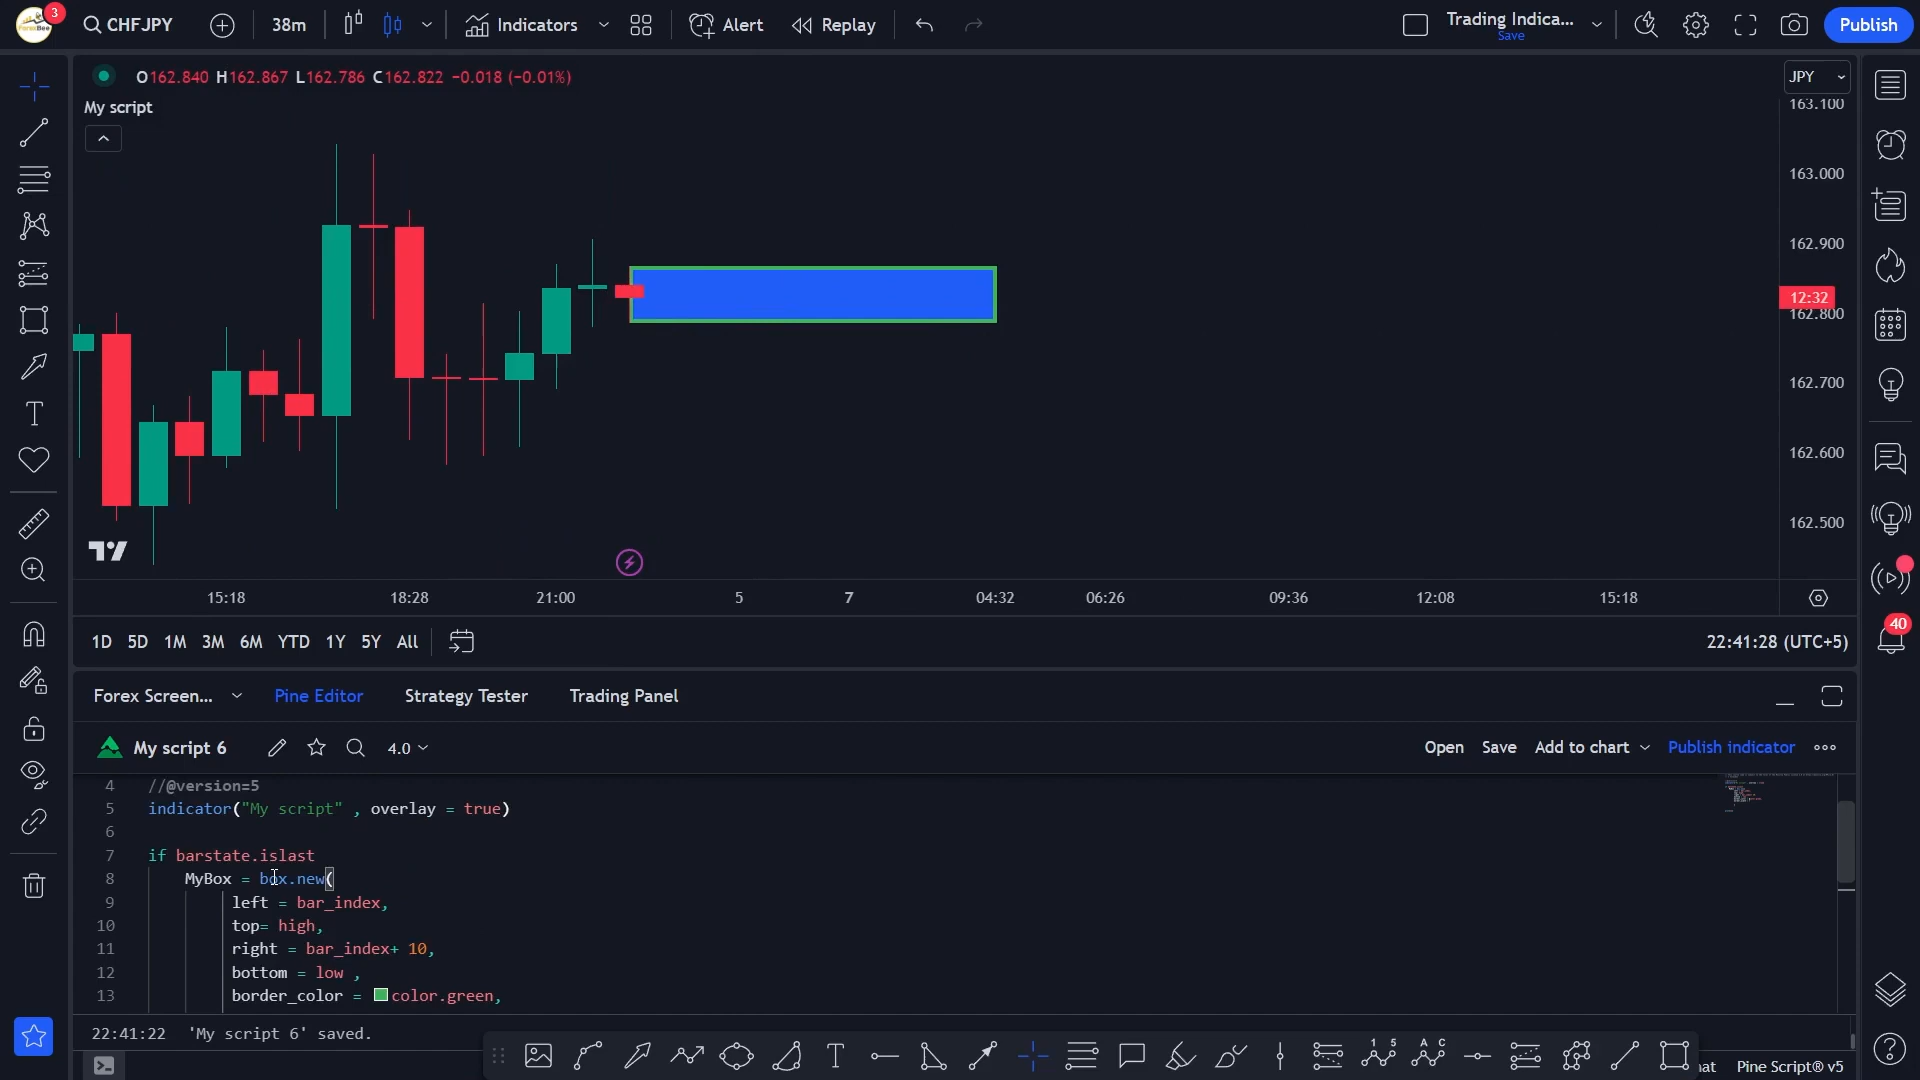 3 CHFJPY 38m Indicators Alert Replay Trading Indica... Save Publish
O162.840 H162.867 L162.786 C162.822 −0.018 (−0.01%)
JPY
My script
163.100
163.000
162.900
12:32
162.800
162.700
162.600
162.500
15:18 18:28 21:00 5 7 04:32 06:26 09:36 12:08 15:18
40
1D 5D 1M 3M 6M YTD 1Y 5Y All 22:41:28 (UTC+5)
Forex Screen... Pine Editor Strategy Tester Trading Panel
My script 6 4.0 Open Save Add to chart Publish indicator
4 //@version=5
5 indicator("My script" , overlay = true)
6
7 if barstate.islast
8 MyBox = box.new(
9 left = bar_index,
10 top= high,
11 right = bar_index+ 10,
12 bottom = low ,
13 border_color = color.green,
22:41:22 'My script 6' saved.
Pine Script® v5